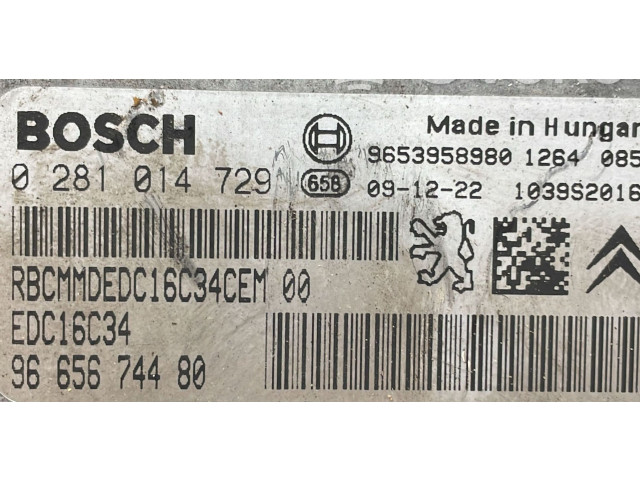 BOSCH
Made in Hungar
9653958980 1264 085
0 281 014 729
658
09-12-22 1039S2016
RBCMMDEDC16C34CEM 00
EDC16C34
96 656 744 80